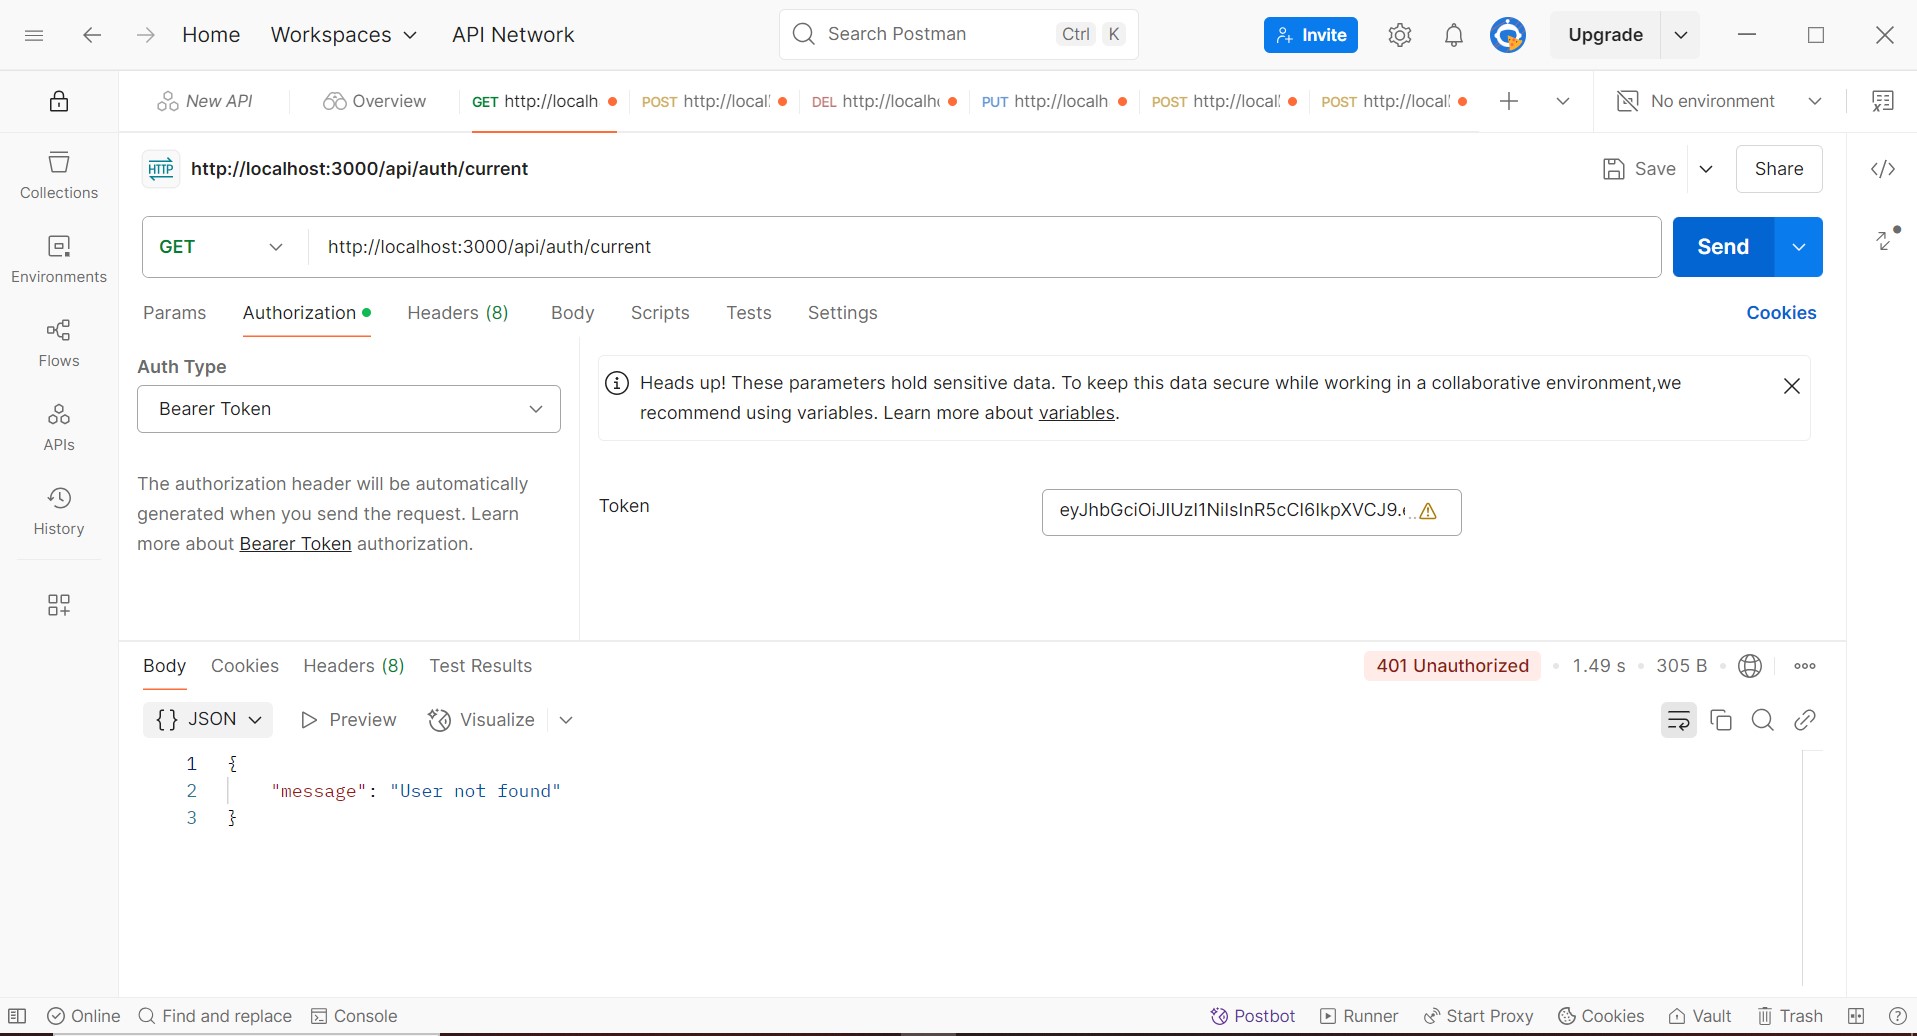 Home
Workspaces
API Network
Search Postman
Ctrl K
Invite
Upgrade
New API
Overview
GET http://localh
POST http://local
DEL http://localh
PUT http://localh
POST http://local
POST http://local
No environment
Collections
Environments
Flows
APIs
History
HTTP
http://localhost:3000/api/auth/current
Save
Share
GET
http://localhost:3000/api/auth/current
Send
Params
Authorization
Headers (8)
Body
Scripts
Tests
Settings
Cookies
Auth Type
Bearer Token
The authorization header will be automatically
generated when you send the request. Learn
more about Bearer Token authorization.
Heads up! These parameters hold sensitive data. To keep this data secure while working in a collaborative environment,we
recommend using variables. Learn more about variables.
Token
eyJhbGciOiJIUzI1NiIsInR5cCI6IkpXVCJ9.
Body
Cookies
Headers (8)
Test Results
401 Unauthorized
1.49 s
305 B
{} JSON
Preview
Visualize
1 {
2 "message": "User not found"
3 }
Online
Find and replace
Console
Postbot
Runner
Start Proxy
Cookies
Vault
Trash